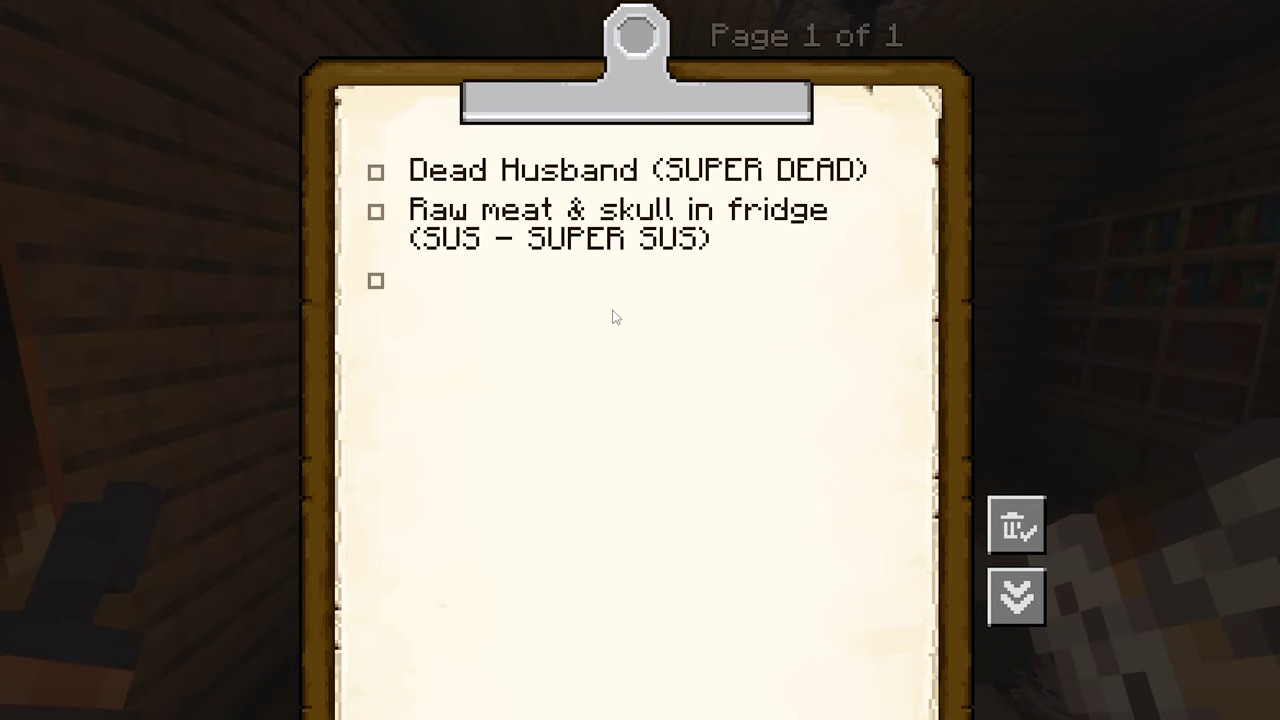 Page 1 of 1
Dead Husband (SUPER DEAD)
Raw meat & skull in fridge
(SUS - SUPER SUS)